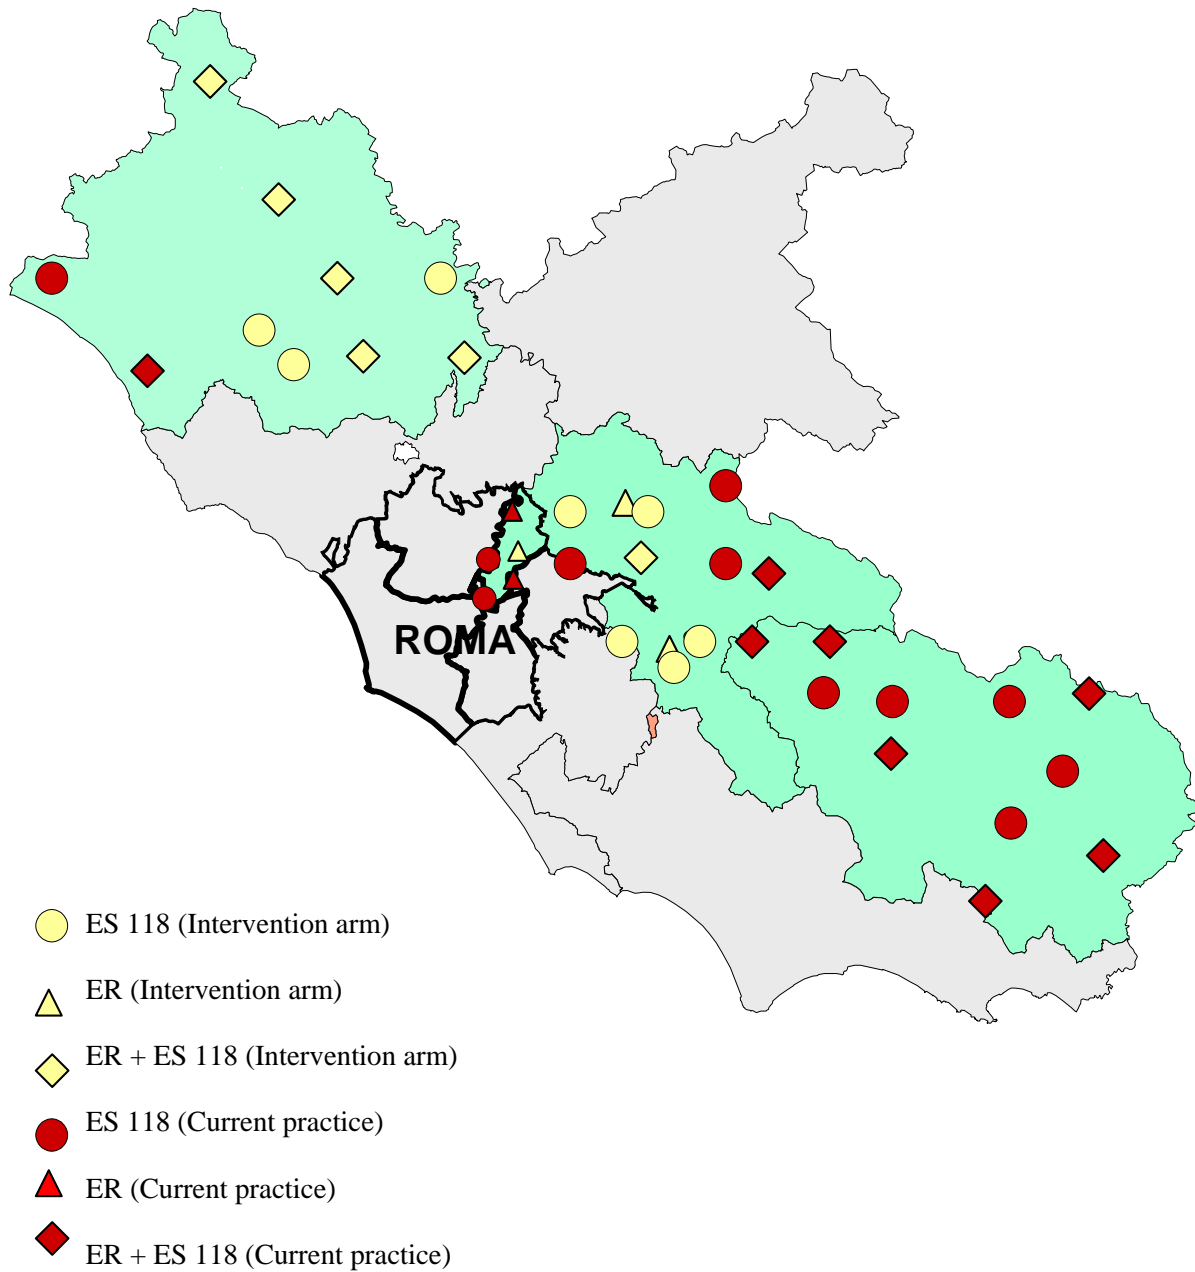 ROMA
ES 118 (Intervention arm)
ER (Intervention arm)
ER + ES 118 (Intervention arm)
ES 118 (Current practice)
ER (Current practice)
ER + ES 118 (Current practice)